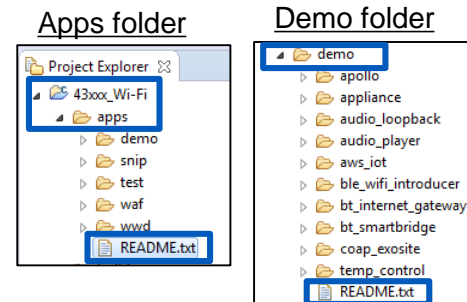 Apps folder
Project Explorer
43xxx_Wi-Fi
apps
demo
snip
test
waf
wwd
README.txt
Demo folder
demo
apollo
appliance
audio_loopback
audio_player
aws_iot
ble_wifi_introducer
bt_internet_gateway
bt_smartbridge
coap_exosite
temp_control
README.txt